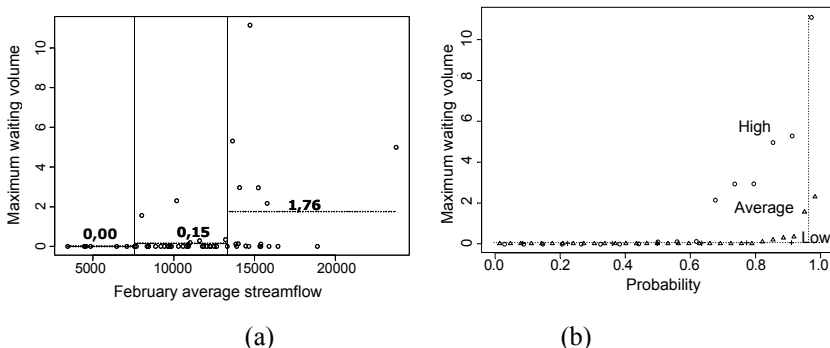 Maximum waiting volume
10
8
6
4
2
0
0,00
0,15
1,76
5000 10000 15000 20000
February average streamflow
(a)
Maximum waiting volume
10
8
6
4
2
0
High
Average
Low
0.0 0.2 0.4 0.6 0.8 1.0
Probability
(b)